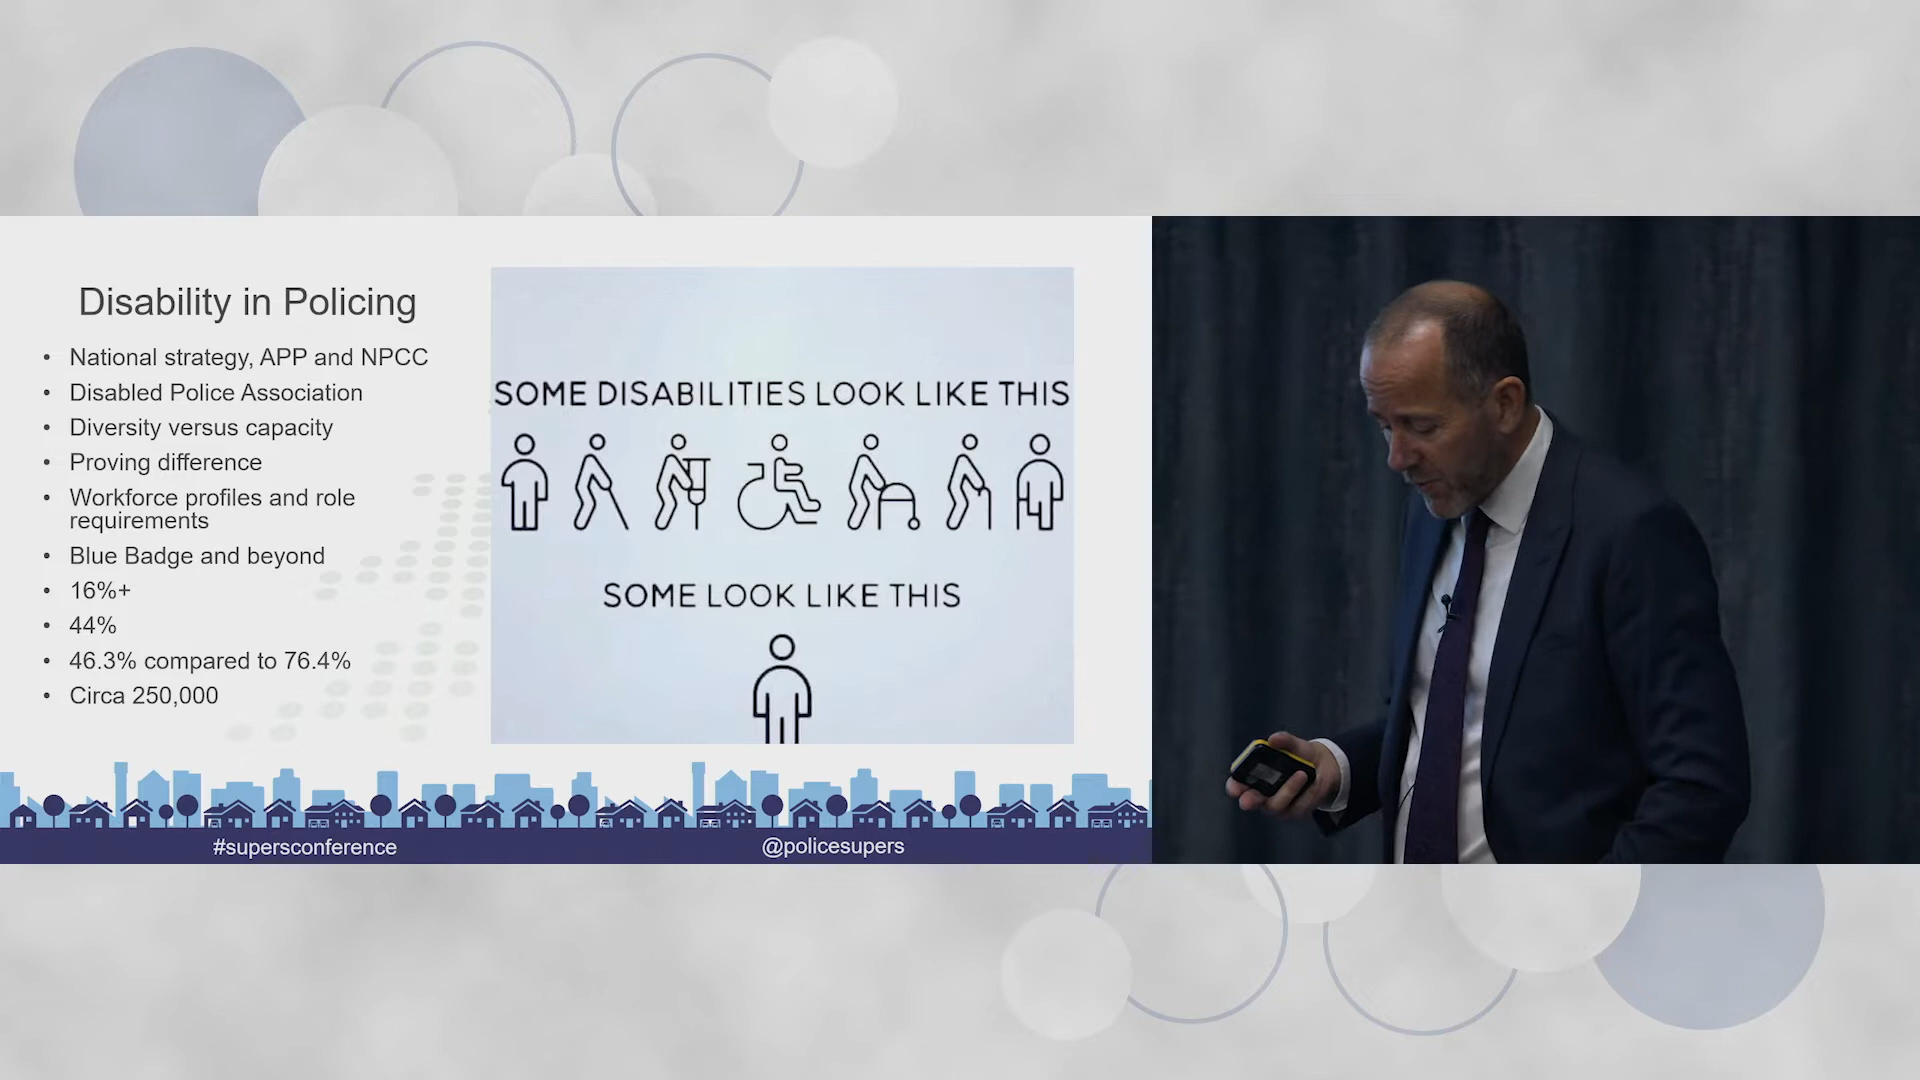 Disability in Policing
• National strategy, APP and NPCC
• Disabled Police Association
• Diversity versus capacity
• Proving difference
• Workforce profiles and role
requirements
• Blue Badge and beyond
• 16%+
• 44%
• 46.3% compared to 76.4%
• Circa 250,000
SOME DISABILITIES LOOK LIKE THIS
SOME LOOK LIKE THIS
#supersconference
@policesupers